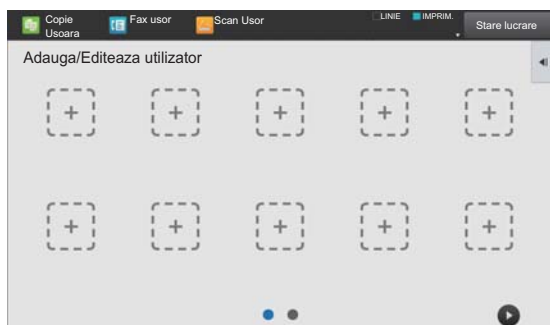 Copie
Usoara
Fax usor
Scan Usor
LINIE
IMPRIM.
Stare lucrare
Adauga/Editeaza utilizator